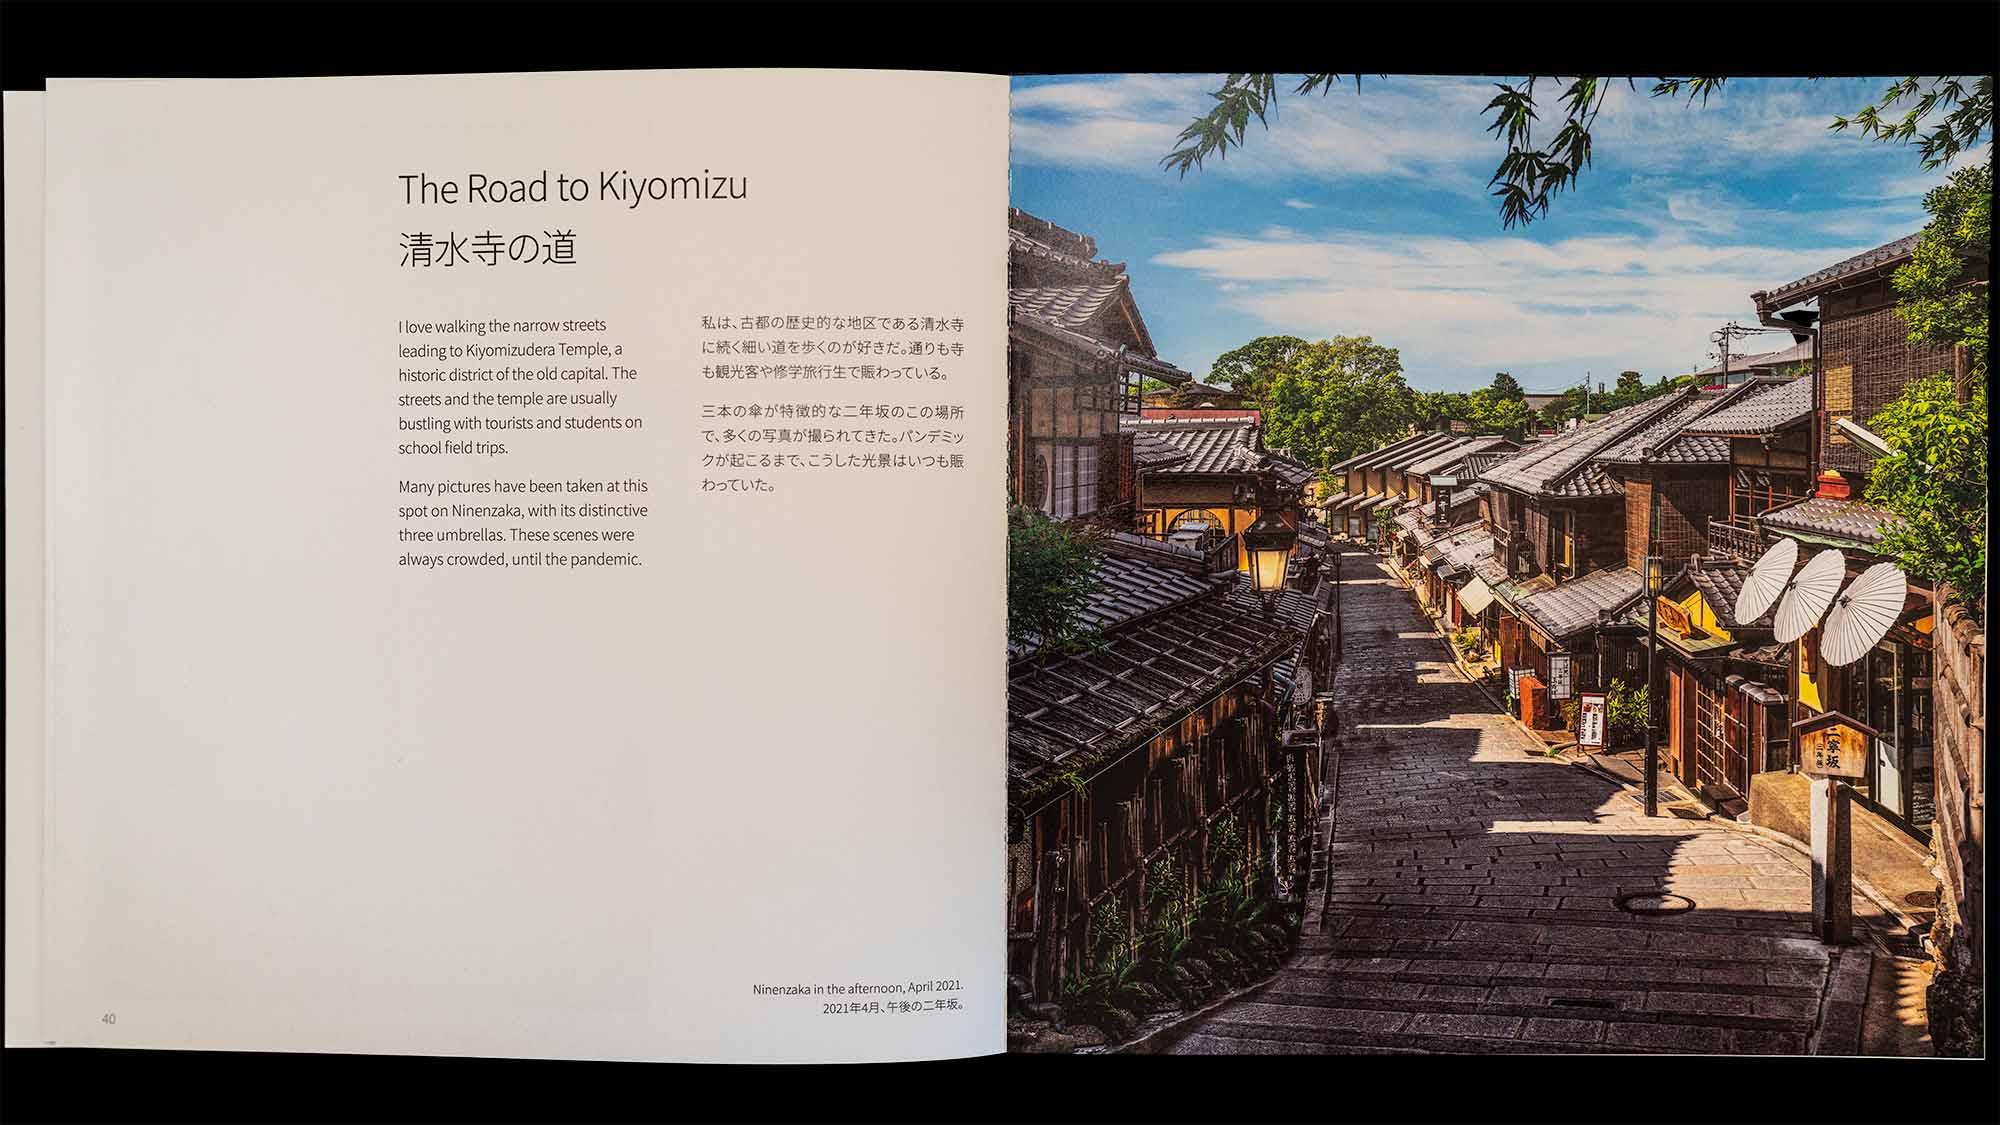 The Road to Kiyomizu
清水寺の道
I love walking the narrow streets
leading to Kiyomizudera Temple, a
historic district of the old capital. The
streets and the temple are usually
bustling with tourists and students on
school field trips.
Many pictures have been taken at this
spot on Ninenzaka, with its distinctive
three umbrellas. These scenes were
always crowded, until the pandemic.
私は、古都の歴史的な地区である清水寺
に続く細い道を歩くのが好きだ。通りも寺
も観光客や修学旅行生で賑わっている。
三本の傘が特徴的な二年坂のこの場所
で、多くの写真が撮られてきた。パンデミッ
クが起こるまで、こうした光景はいつも賑
わっていた。
Ninenzaka in the afternoon, April 2021.
2021年4月、午後の二年坂。
40
二寧坂